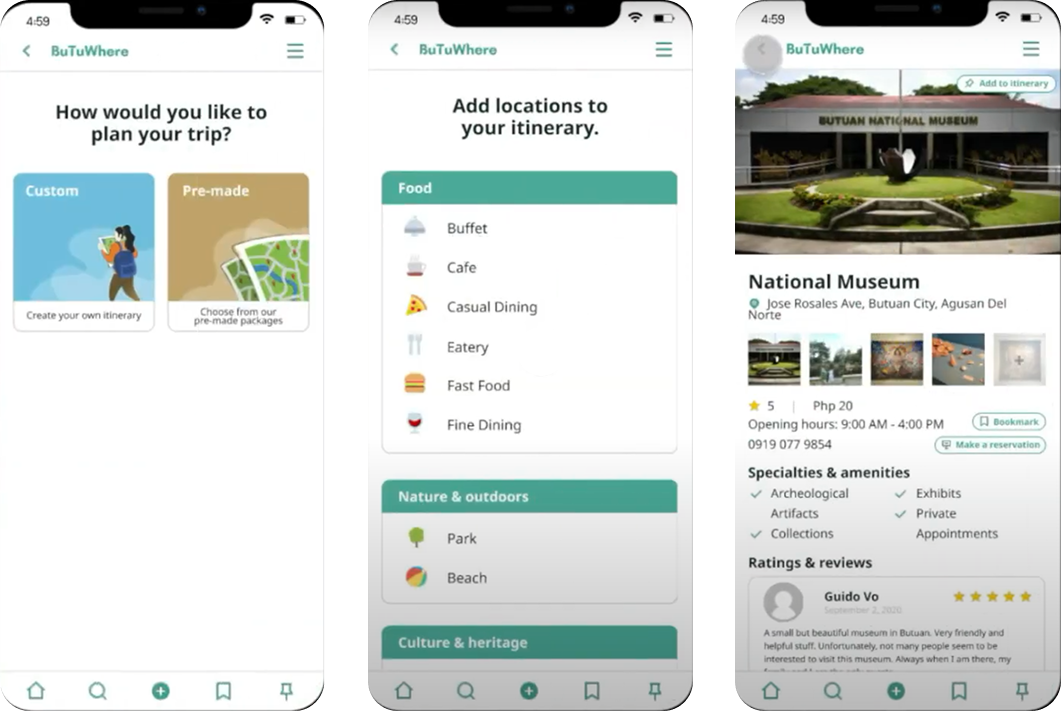 4:59
BuTuWhere
How would you like to
plan your trip?
Custom
Create your own itinerary
Pre-made
Choose from our
pre-made packages
4:59
BuTuWhere
Add locations to
your itinerary.
Food
Buffet
Cafe
Casual Dining
Eatery
Fast Food
Fine Dining
Nature & outdoors
Park
Beach
Culture & heritage
4:59
BuTuWhere
Add to itinerary
BUTUAN NATIONAL MUSEUM
National Museum
Jose Rosales Ave, Butuan City, Agusan Del
Norte
5 | Php 20
Opening hours: 9:00 AM - 4:00 PM
Bookmark
0919 077 9854
Make a reservation
Specialties & amenities
Archeological
Artifacts
Collections
Exhibits
Private
Appointments
Ratings & reviews
Guido Vo
September 2, 2020
A small but beautiful museum in Butuan. Very friendly and
helpful stuff. Unfortunately, not many people seem to be
interested to visit this museum. Always when I am there, my